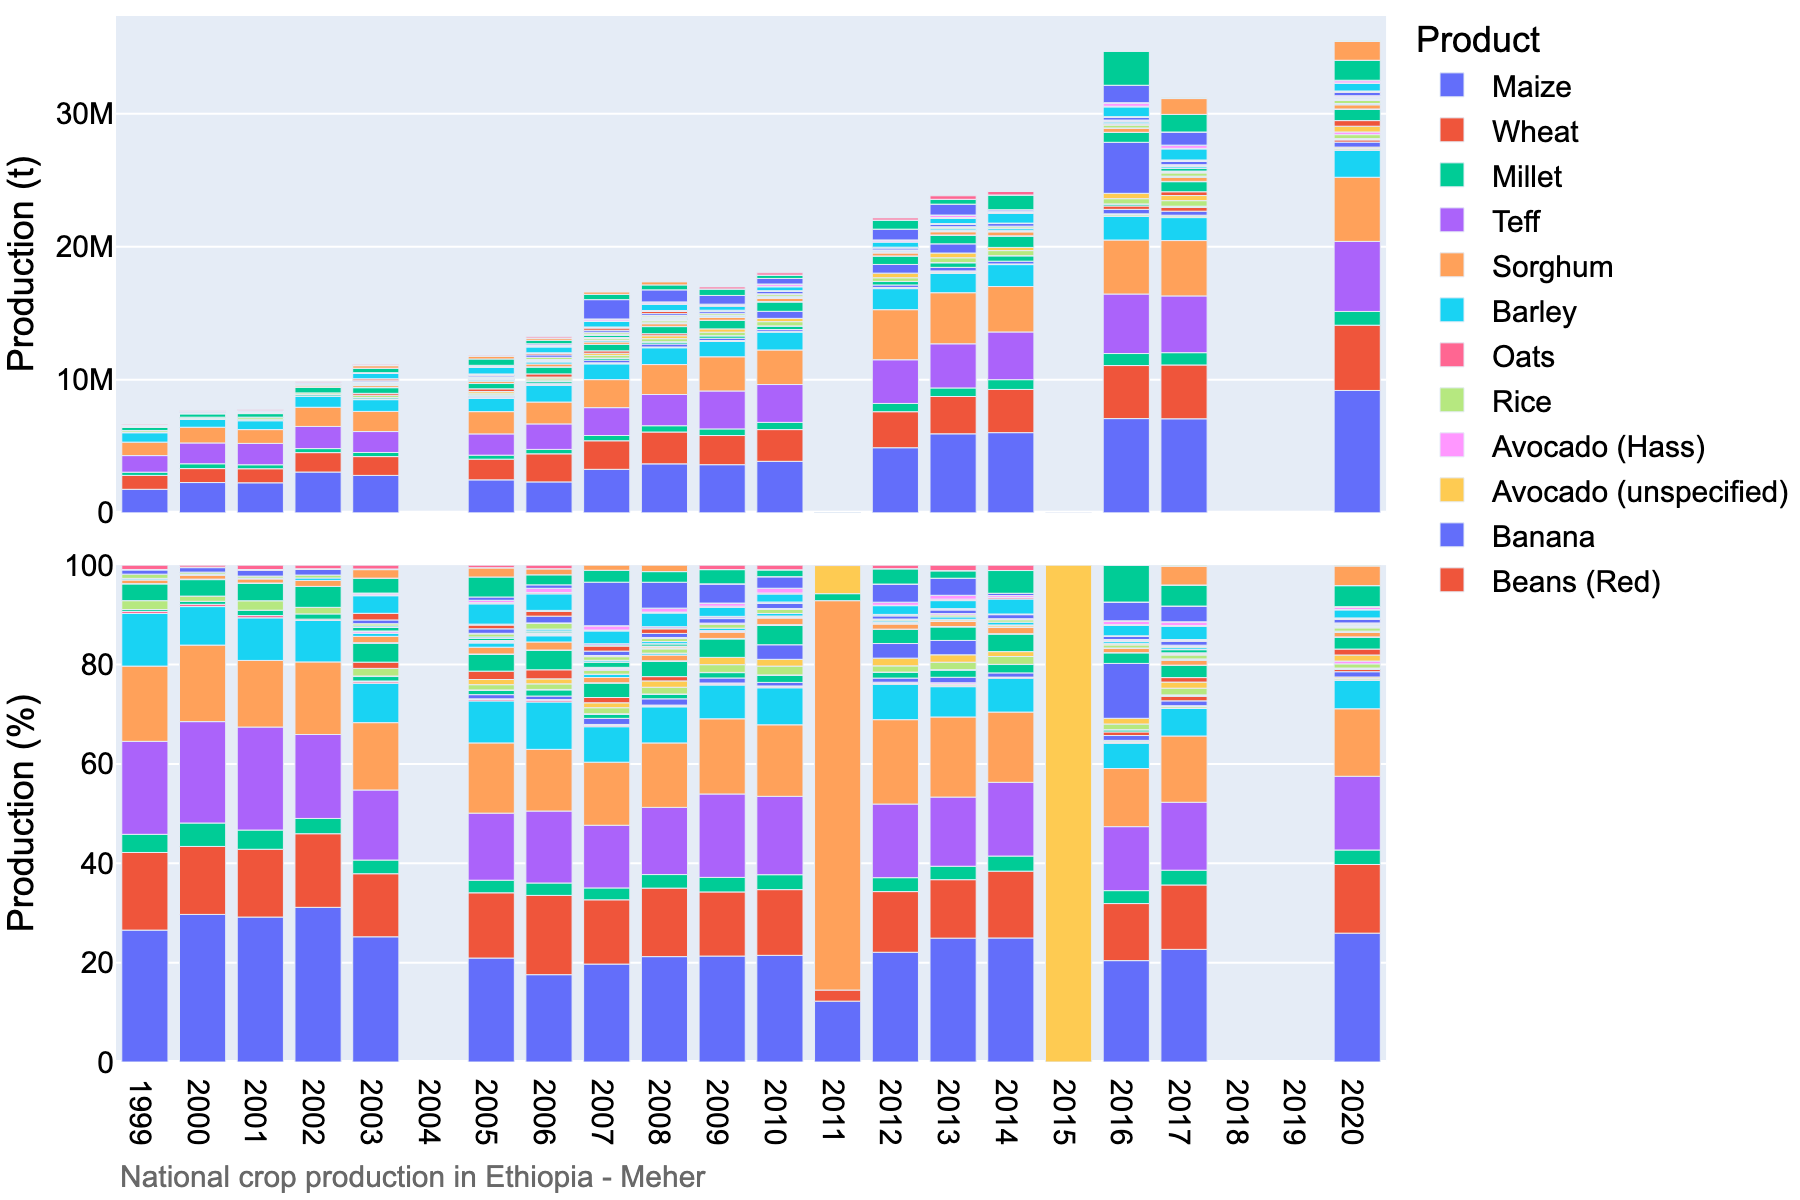 Production (t)
30M
20M
10M
0
Production (%)
100
80
60
40
20
0
1999
2000
2001
2002
2003
2004
2005
2006
2007
2008
2009
2010
2011
2012
2013
2014
2015
2016
2017
2018
2019
2020
National crop production in Ethiopia - Meher
Product
Maize
Wheat
Millet
Teff
Sorghum
Barley
Oats
Rice
Avocado (Hass)
Avocado (unspecified)
Banana
Beans (Red)